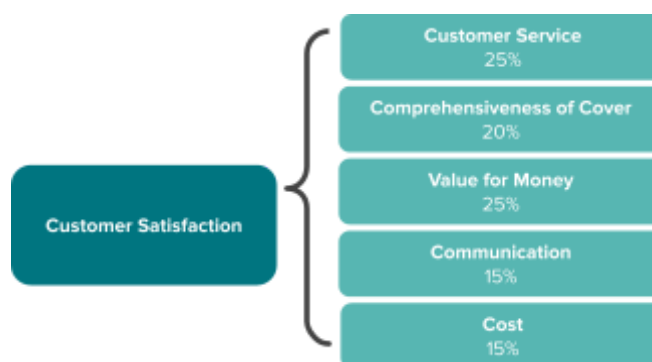 Customer Satisfaction
Customer Service
25%
Comprehensiveness of Cover
20%
Value for Money
25%
Communication
15%
Cost
15%